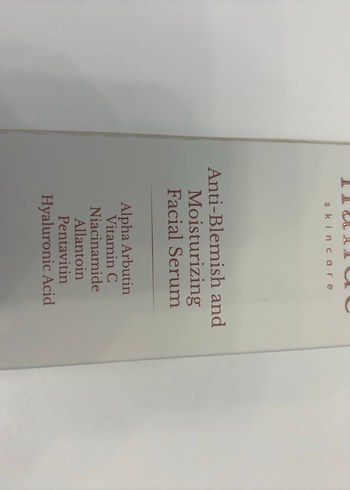 skincare
Anti-Blemish and
Moisturizing
Facial Serum
Alpha Arbutin
Vitamin C
Niacinamide
Allantoin
Pentavitin
Hyaluronic Acid